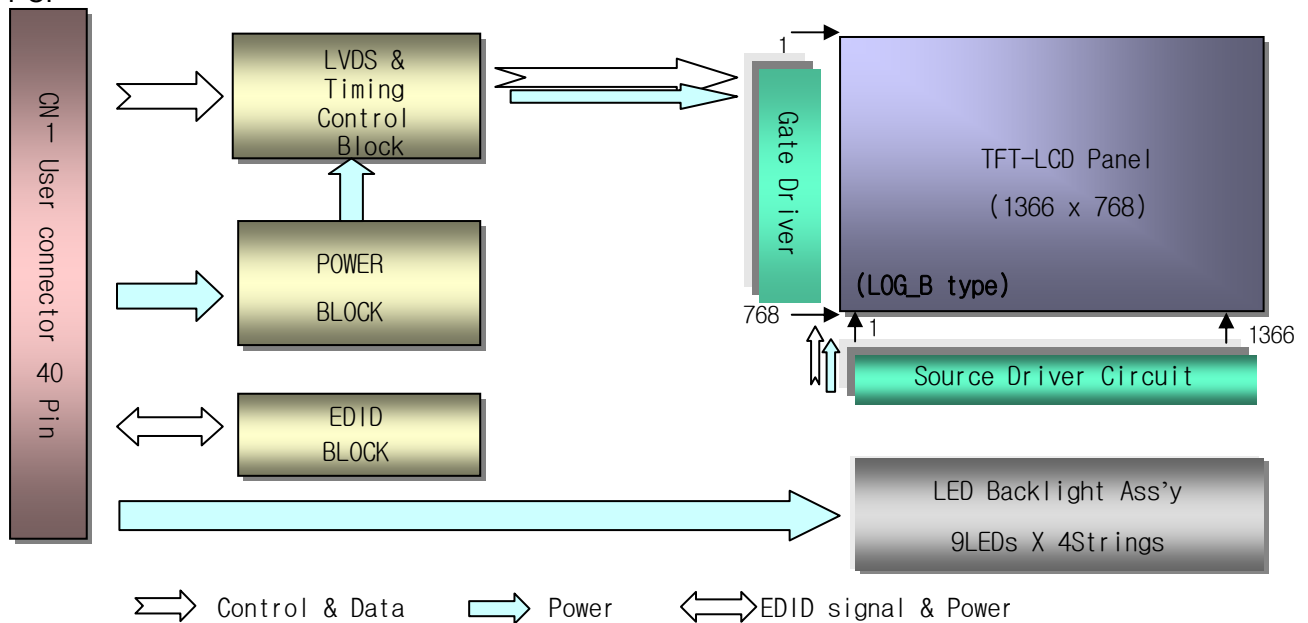 CN1 User connector 40 Pin
LVDS &
Timing
Control
Block
POWER
BLOCK
EDID
BLOCK
1
Gate Driver
768
TFT-LCD Panel
(1366 x 768)
(LOG_B type)
1
1366
Source Driver Circuit
LED Backlight Ass’y
9LEDs X 4Strings
Control & Data
Power
EDID signal & Power